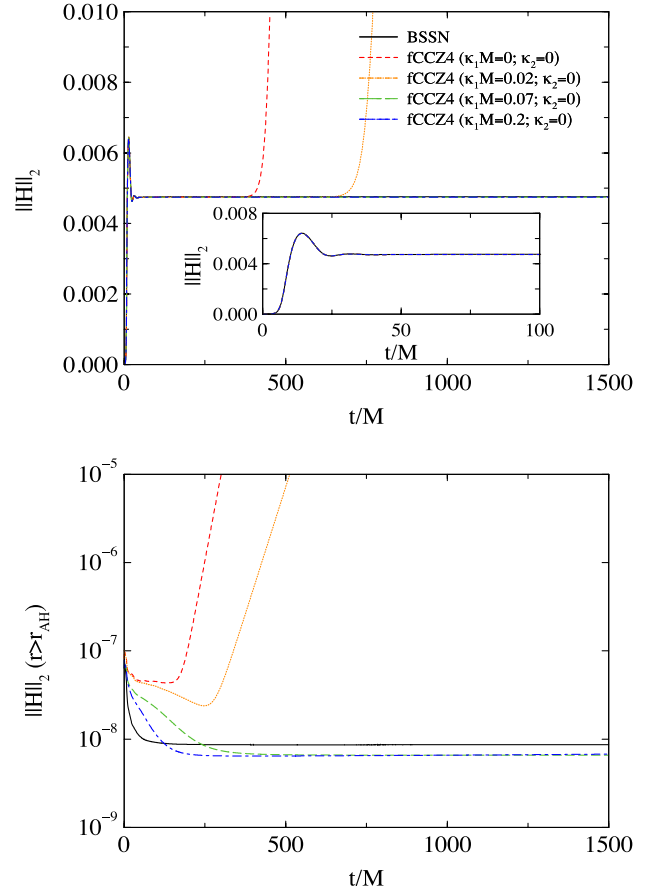 0.010
0.008
0.006
0.004
0.002
0.000
||H||₂
BSSN
fCCZ4 (κ₁M=0; κ₂=0)
fCCZ4 (κ₁M=0.02; κ₂=0)
fCCZ4 (κ₁M=0.07; κ₂=0)
fCCZ4 (κ₁M=0.2; κ₂=0)
0.008
0.004
0.000
||H||₂
0 50 100
t/M
0 500 1000 1500
t/M
10⁻⁵
10⁻⁶
10⁻⁷
10⁻⁸
10⁻⁹
||H||₂ (r>r_AH)
0 500 1000 1500
t/M